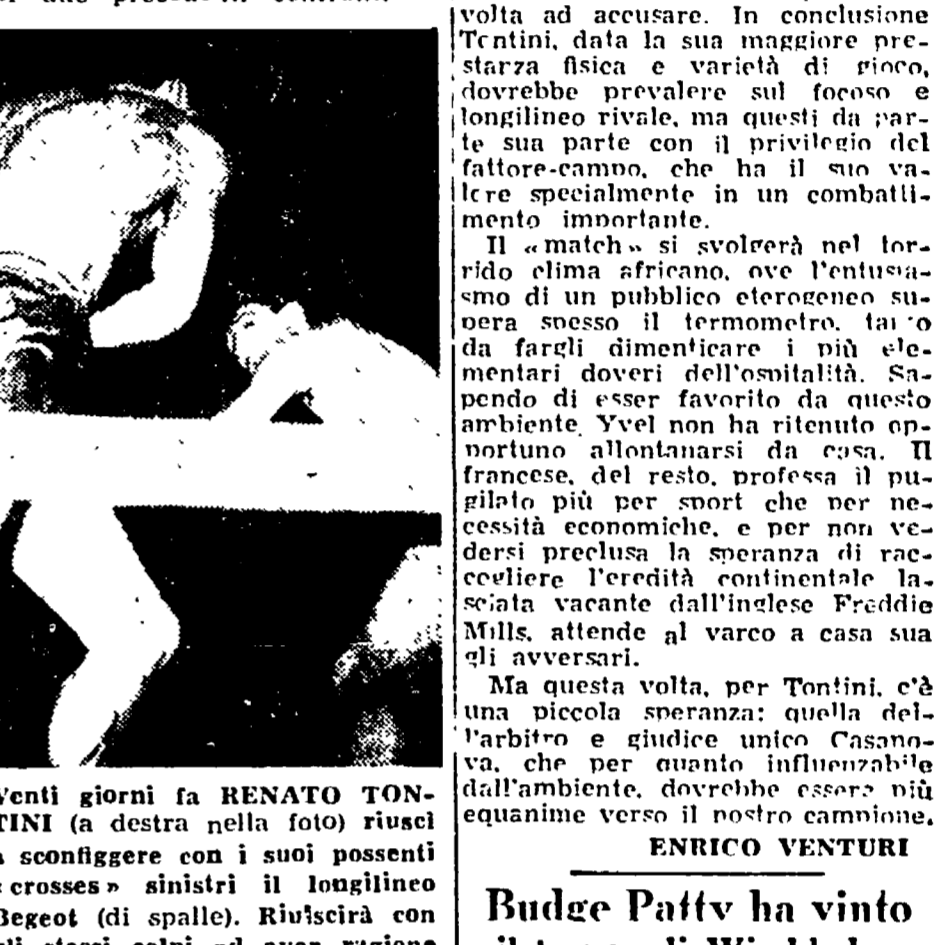 Venti giorni fa RENATO TON-
TINI (a destra nella foto) riuscì
a sconfiggere con i suoi possenti
«crosses» sinistri il longilineo
Begeot (di spalle). Riuiscirà con
volta ad accusare. In conclusione
Tontini, data la sua maggiore pre-
starza fisica e varietà di gioco,
dovrebbe prevalere sul focoso e
longilineo rivale, ma questi da par-
te sua parte con il privilegio del
fattore-campo, che ha il suo va-
lore specialmente in un combatti-
mento importante.
Il «match» si svolgerà nel tor-
rido clima africano, ove l'entusia-
smo di un pubblico eterogeneo su-
pera spesso il termometro, tanto
da fargli dimenticare i più ele-
mentari doveri dell'ospitalità. Sa-
pendo di esser favorito da questo
ambiente, Yvel non ha ritenuto op-
portuno allontanarsi da casa. Il
francese, del resto, professa il pu-
gilato più per sport che per ne-
cessità economiche, e per non ve-
dersi preclusa la speranza di rac-
cogliere l'eredità continentale la-
sciata vacante dall'inglese Freddie
Mills, attende al varco a casa sua
gli avversari.
Ma questa volta, per Tontini, c'è
una piccola speranza: quella del-
l'arbitro e giudice unico Casano-
va, che per quanto influenzabile
dall'ambiente, dovrebbe essere più
equanime verso il nostro campione.
ENRICO VENTURI
Budge Patty ha vinto